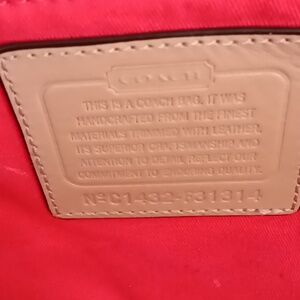 COACH
THIS IS A COACH BAG. IT WAS
HANDCRAFTED FROM THE FINEST
MATERIALS TRIMMED WITH LEATHER.
ITS SUPERIOR CRAFTSMANSHIP AND
ATTENTION TO DETAIL REFLECT OUR
COMMITMENT TO ENDURING QUALITY.
Nº C1432-F31314